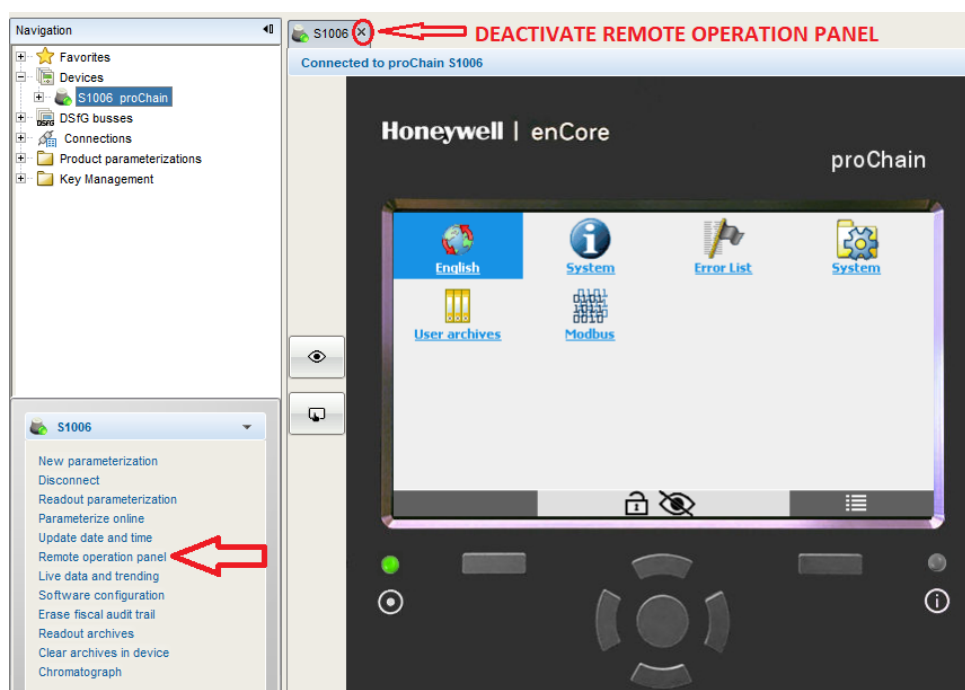 Navigation
Favorites
Devices
S1006 proChain
DSfG busses
Connections
Product parameterizations
Key Management
S1006
New parameterization
Disconnect
Readout parameterization
Parameterize online
Update date and time
Remote operation panel
Live data and trending
Software configuration
Erase fiscal audit trail
Readout archives
Clear archives in device
Chromatograph
S1006
DEACTIVATE REMOTE OPERATION PANEL
Connected to proChain S1006
Honeywell | enCore
proChain
English System Error List System
User archives Modbus